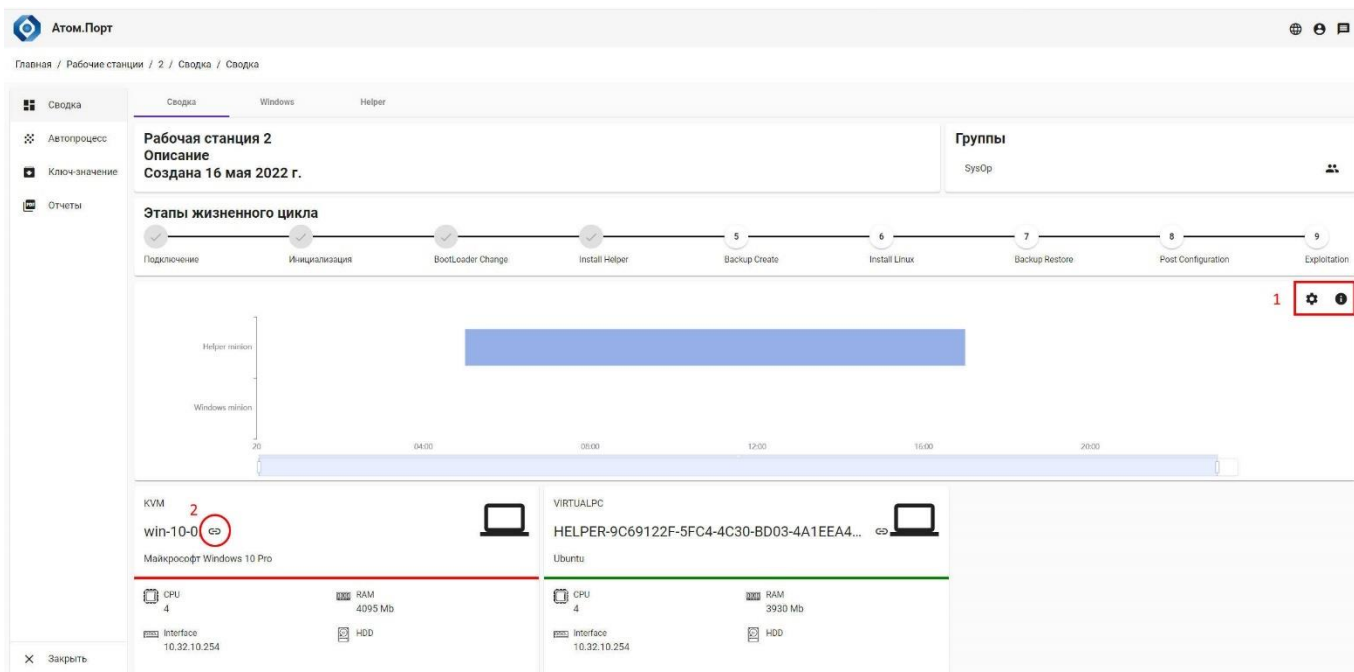 Атом.Порт
Главная / Рабочие станции / 2 / Сводка / Сводка
Сводка
Автопроцесс
Ключ-значение
Отчеты
Закрыть
Сводка Windows Helper
Рабочая станция 2
Описание
Создана 16 мая 2022 г.
Группы
SysOp
Этапы жизненного цикла
5 6 7 8 9
Подключение Инициализация BootLoader Change Install Helper Backup Create Install Linux Backup Restore Post Configuration Exploitation
1
Helper minion
Windows minion
20 04:00 08:00 12:00 16:00 20:00
KVM
2
win-10-0
Майкрософт Windows 10 Pro
CPU
4
RAM
4095 Mb
Interface
10.32.10.254
HDD
VIRTUALPC
HELPER-9C69122F-5FC4-4C30-BD03-4A1EEA4...
Ubuntu
CPU
4
RAM
3930 Mb
Interface
10.32.10.254
HDD